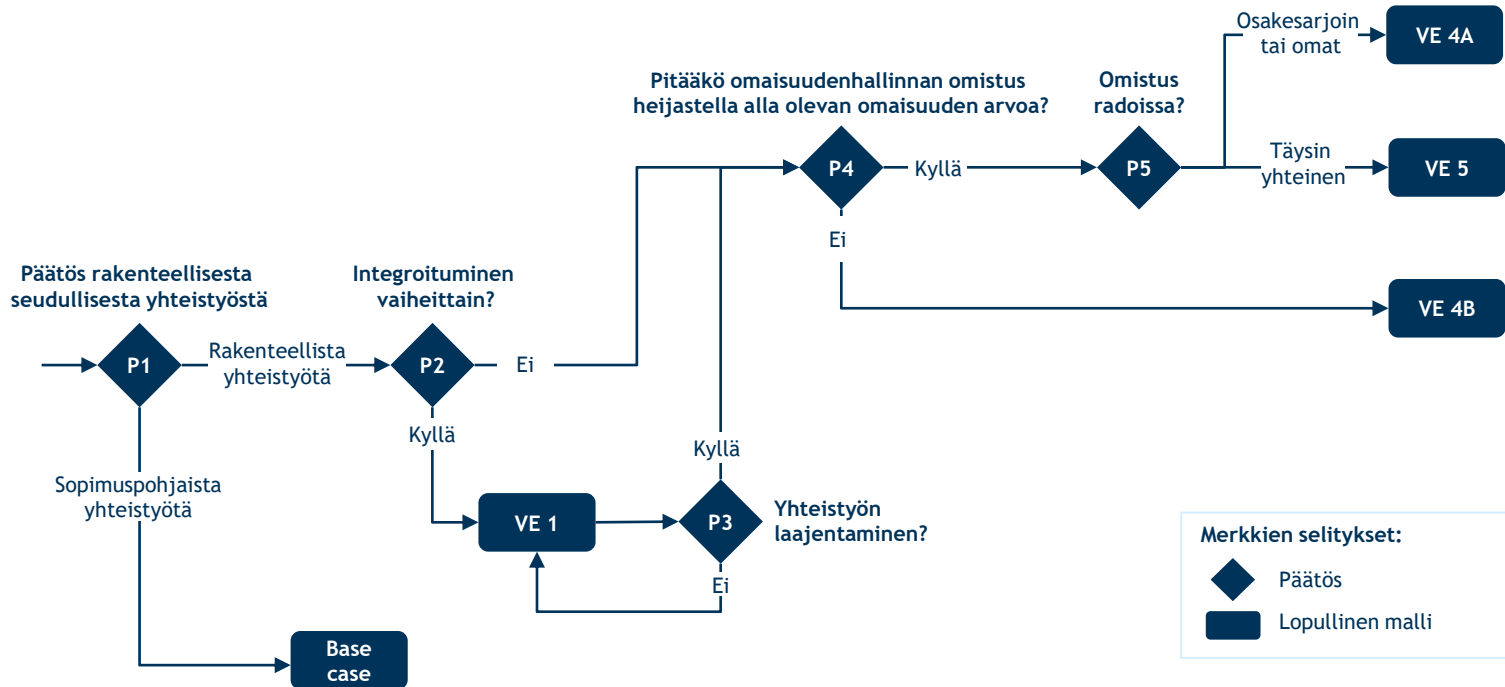 Osakesarjoin
tai omat
VE 4A
Pitääkö omaisuudenhallinnan omistus
heijastella alla olevan omaisuuden arvoa?
Omistus
radoissa?
P4
Kyllä
P5
Täysin
yhteinen
VE 5
Ei
VE 4B
Päätös rakenteellisesta
seudullisesta yhteistyöstä
Integroituminen
vaiheittain?
P1
Rakenteellista
yhteistyötä
P2
Ei
Kyllä
Kyllä
Sopimuspohjaista
yhteistyötä
VE 1
P3
Yhteistyön
laajentaminen?
Ei
Base
case
Merkkien selitykset:
Päätös
Lopullinen malli